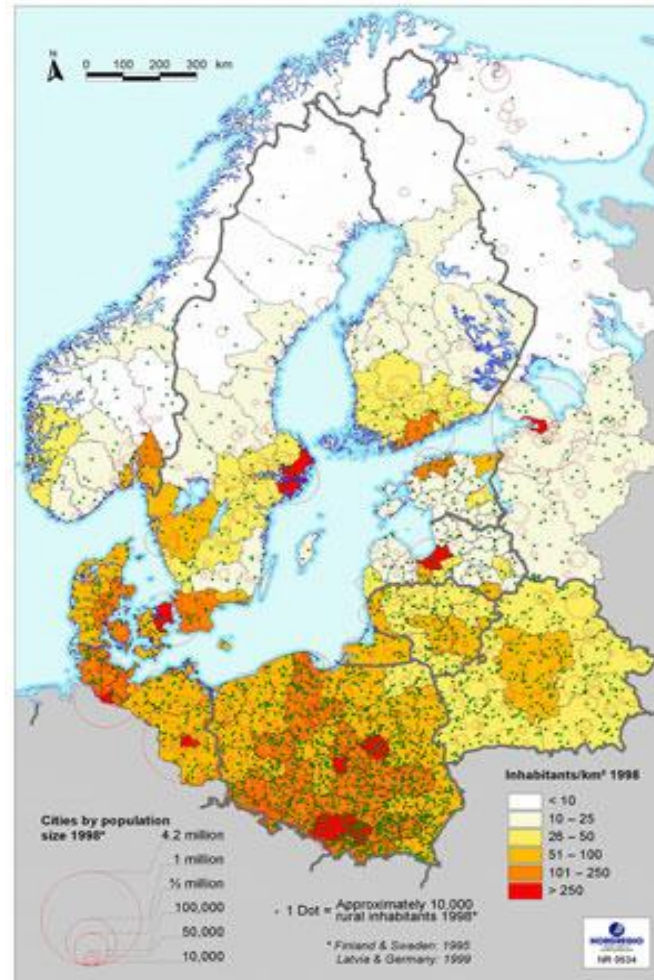 N
0 100 200 300 km
Inhabitants/km² 1998
< 10
10 – 25
26 – 50
51 – 100
101 – 250
> 250
Cities by population
size 1998*
4.2 million
1 million
½ million
100,000
50,000
10,000
- 1 Dot = Approximately 10,000
rural inhabitants 1998*
* Finland & Sweden: 1995
Latvia & Germany: 1999
NORDREGIO
NR 0534